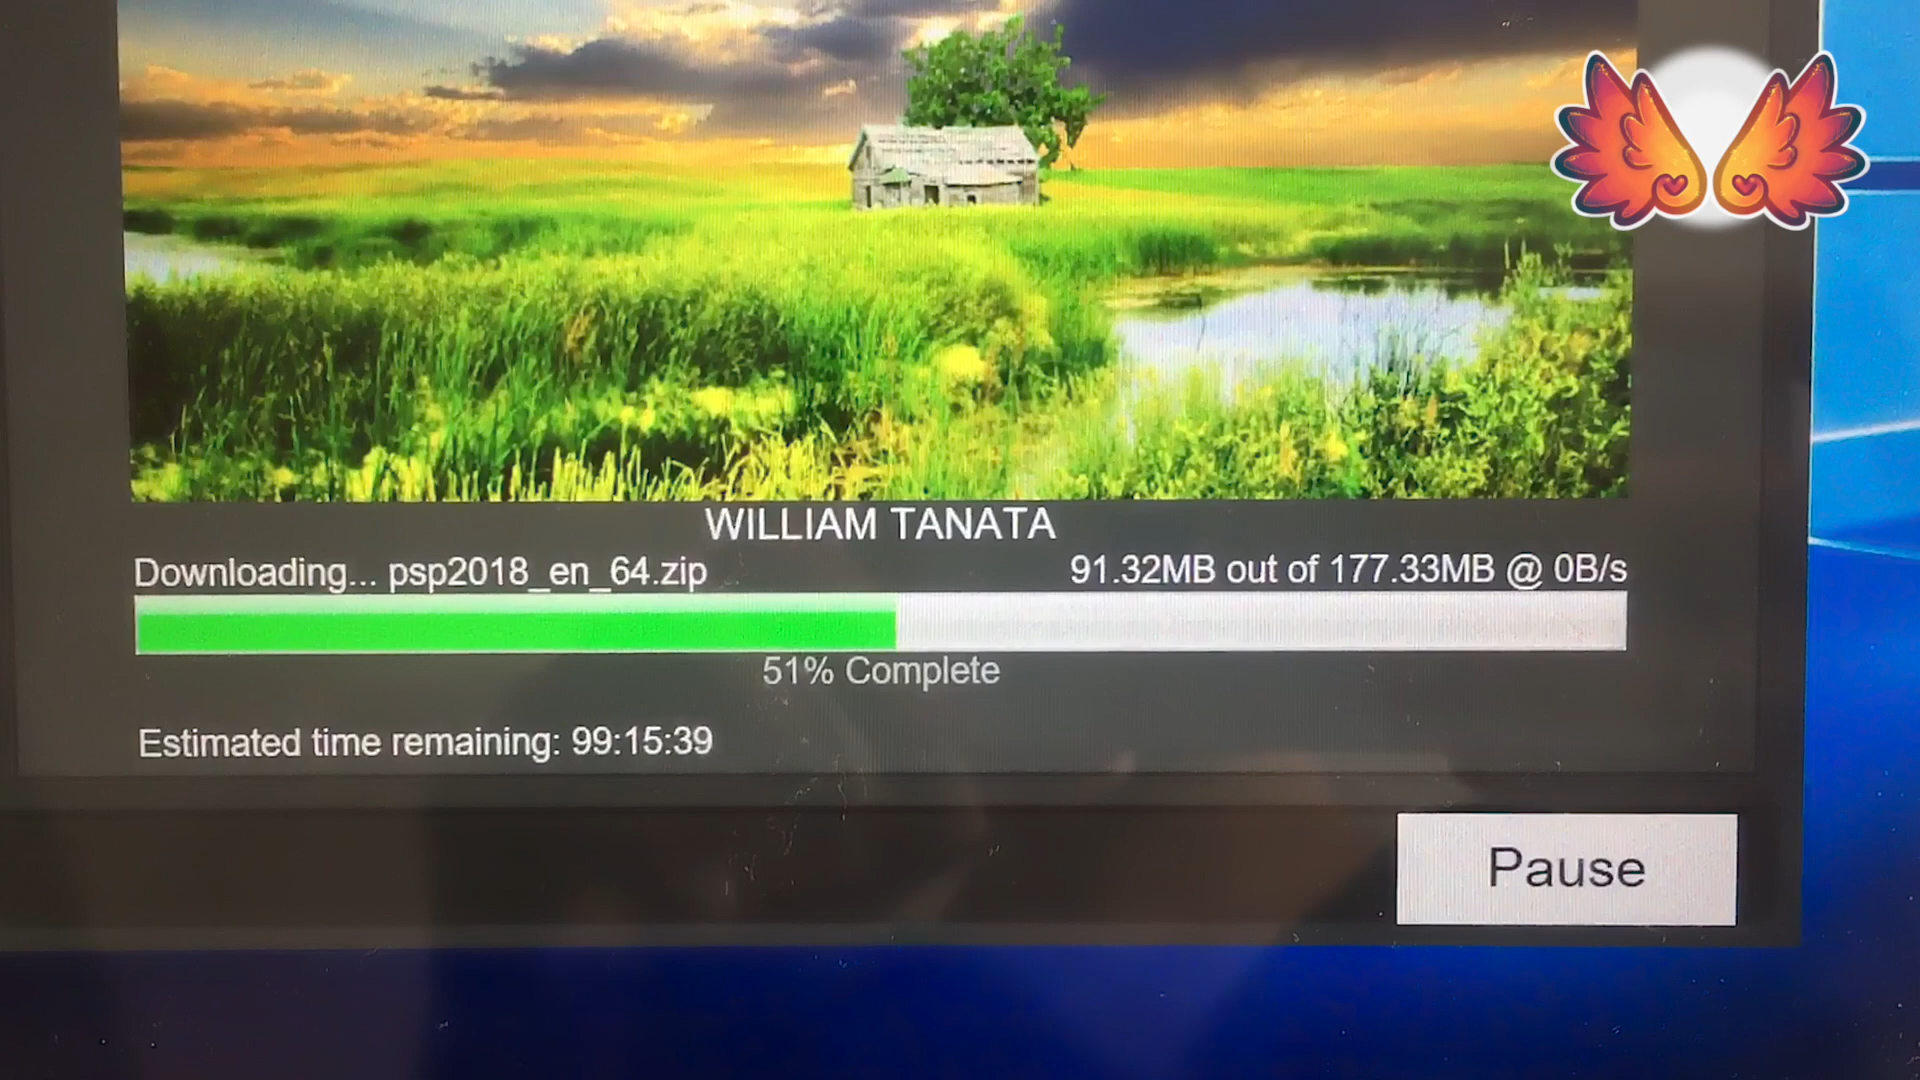 WILLIAM TANATA
Downloading... psp2018_en_64.zip
91.32MB out of 177.33MB @ 0B/s
51% Complete
Estimated time remaining: 99:15:39
Pause